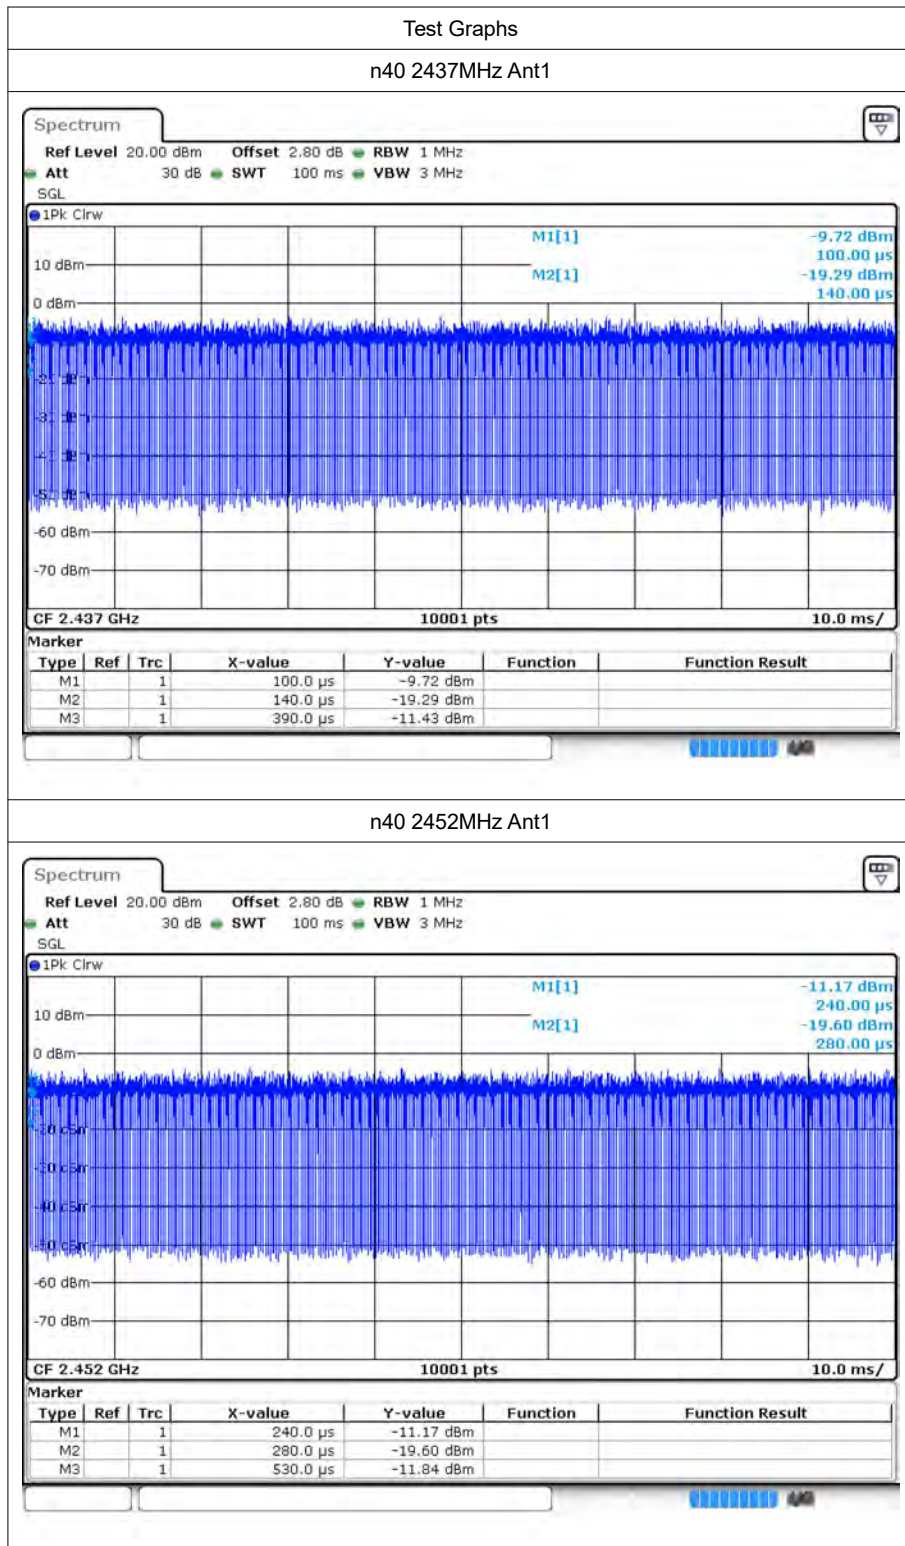 Test Graphs
n40 2437MHz Ant1
Spectrum
Ref Level 20.00 dBm Offset 2.80 dB RBW 1 MHz
Att 30 dB SWT 100 ms VBW 3 MHz
SGL
1Pk Clrw
M1[1] -9.72 dBm
100.00 µs
10 dBm
M2[1] -19.29 dBm
140.00 µs
0 dBm
-60 dBm
-70 dBm
CF 2.437 GHz 10001 pts 10.0 ms/
Marker
Type Ref Trc X-value Y-value Function Function Result
M1 1 100.0 µs -9.72 dBm
M2 1 140.0 µs -19.29 dBm
M3 1 390.0 µs -11.43 dBm
n40 2452MHz Ant1
Spectrum
Ref Level 20.00 dBm Offset 2.80 dB RBW 1 MHz
Att 30 dB SWT 100 ms VBW 3 MHz
SGL
1Pk Clrw
M1[1] -11.17 dBm
240.00 µs
10 dBm
M2[1] -19.60 dBm
280.00 µs
0 dBm
-60 dBm
-70 dBm
CF 2.452 GHz 10001 pts 10.0 ms/
Marker
Type Ref Trc X-value Y-value Function Function Result
M1 1 240.0 µs -11.17 dBm
M2 1 280.0 µs -19.60 dBm
M3 1 530.0 µs -11.84 dBm